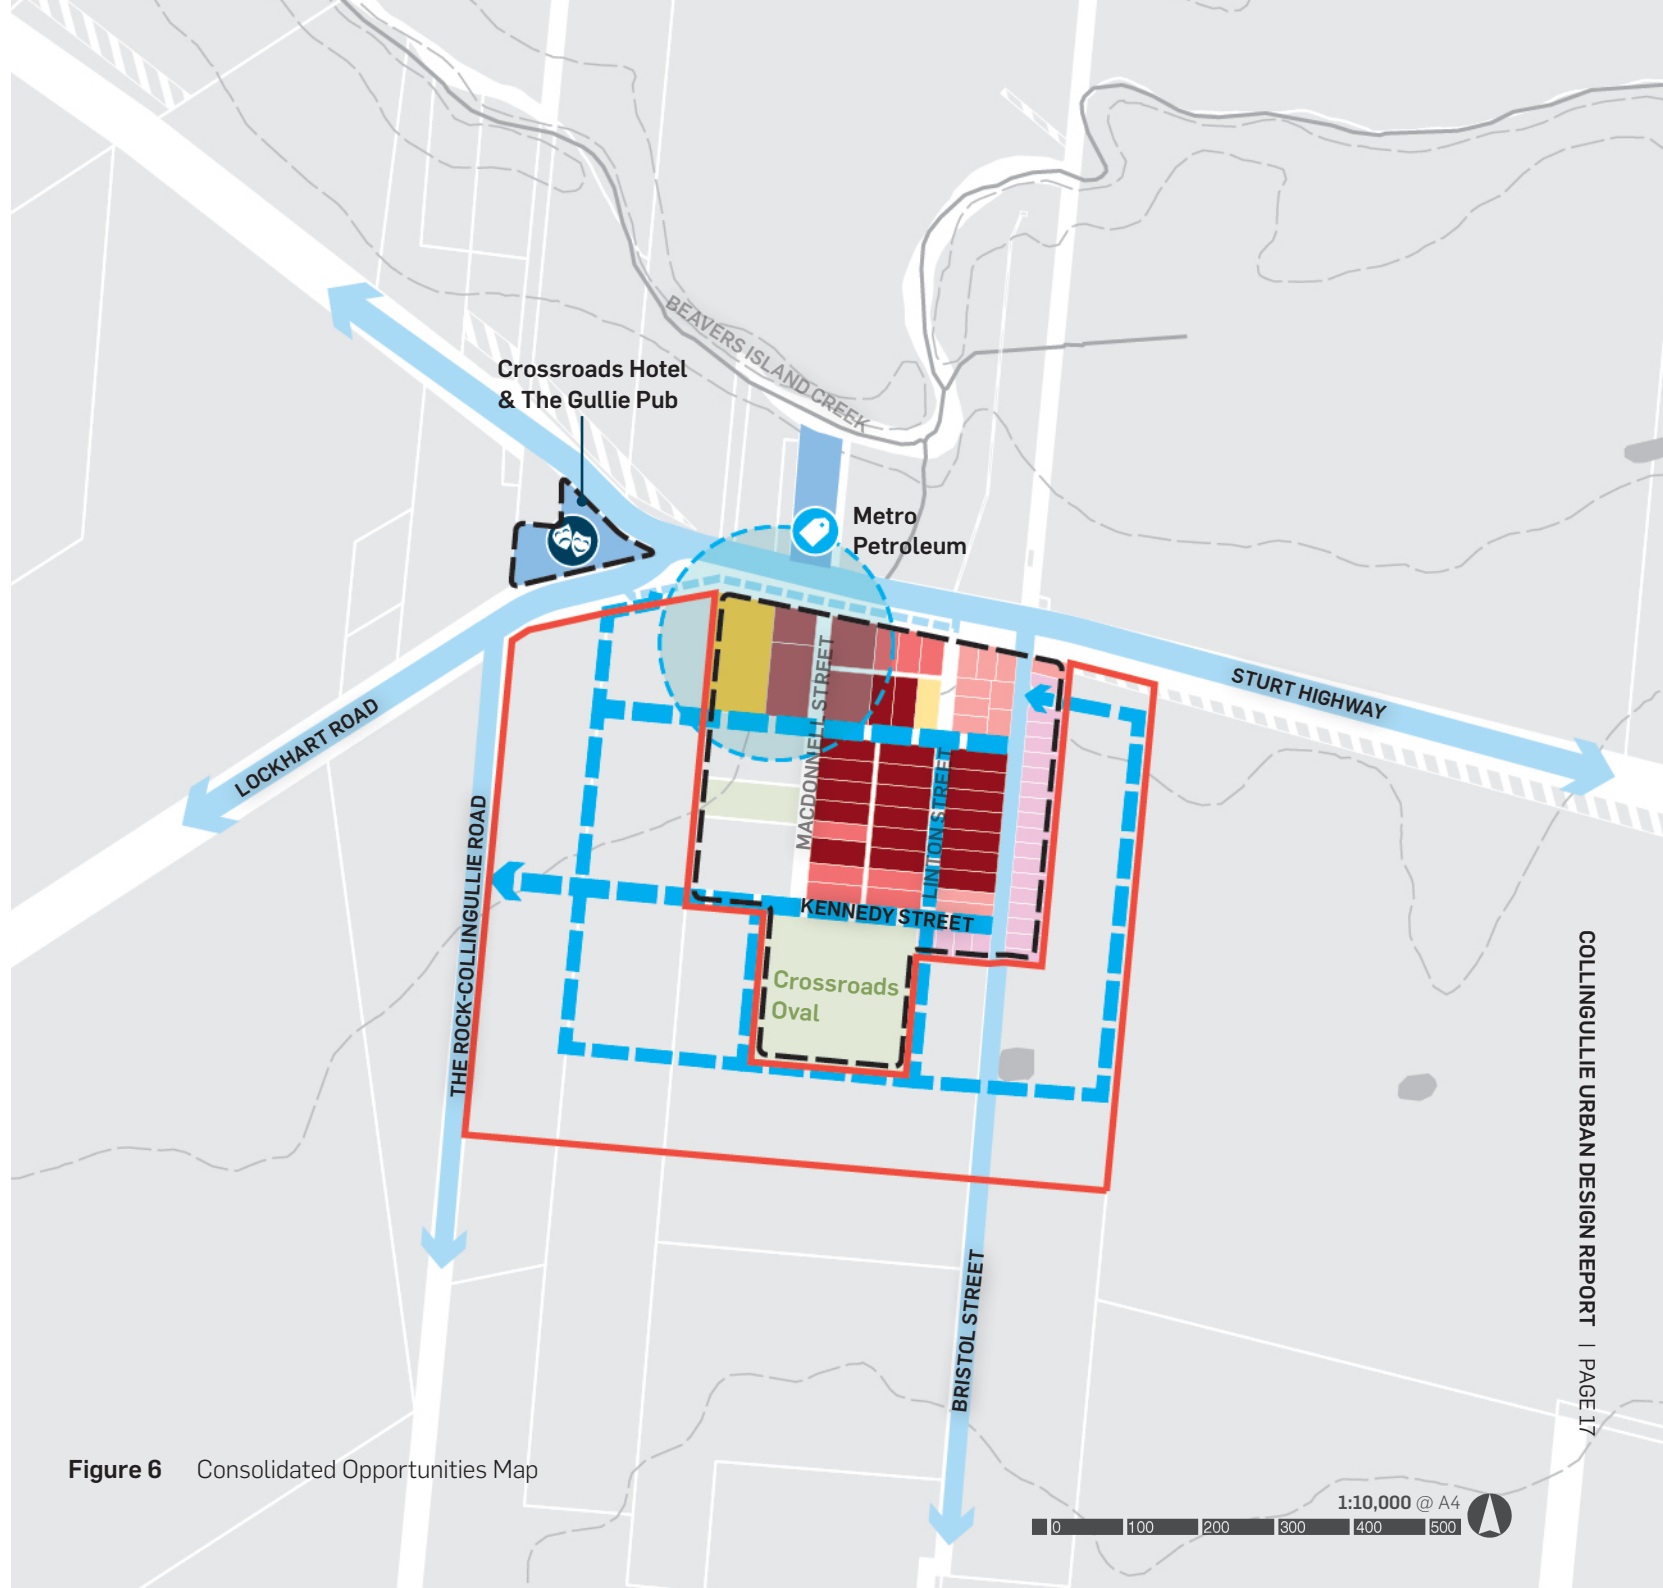 BEAVERS ISLAND CREEK
Crossroads Hotel
& The Gullie Pub
Metro
Petroleum
STURT HIGHWAY
LOCKHART ROAD
MACDONNELL STREET
LINTON STREET
THE ROCK-COLLINGULLIE ROAD
KENNEDY STREET
Crossroads
Oval
BRISTOL STREET
COLLINGULLIE URBAN DESIGN REPORT | PAGE 17
Figure 6 Consolidated Opportunities Map
1:10,000 @ A4
0 100 200 300 400 500